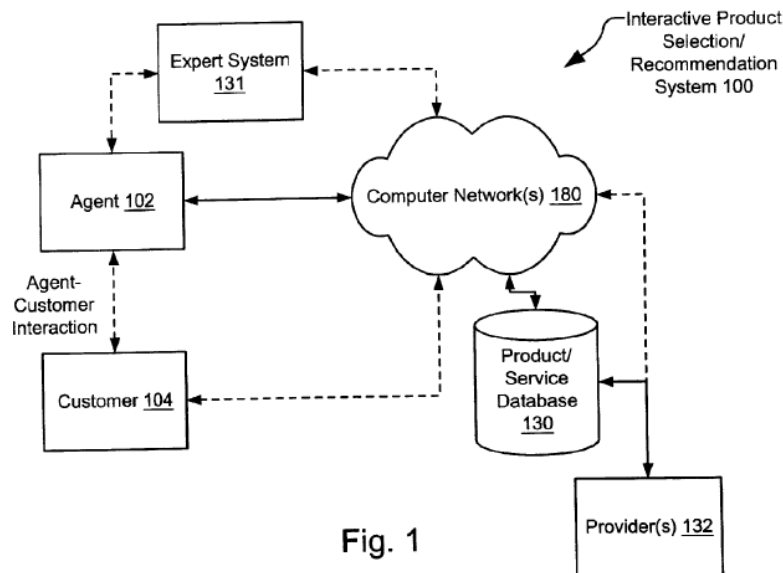 Interactive Product
Selection/
Recommendation
System 100
Expert System
131
Agent 102
Computer Network(s) 180
Agent-
Customer
Interaction
Product/
Service
Database
130
Customer 104
Provider(s) 132
Fig. 1